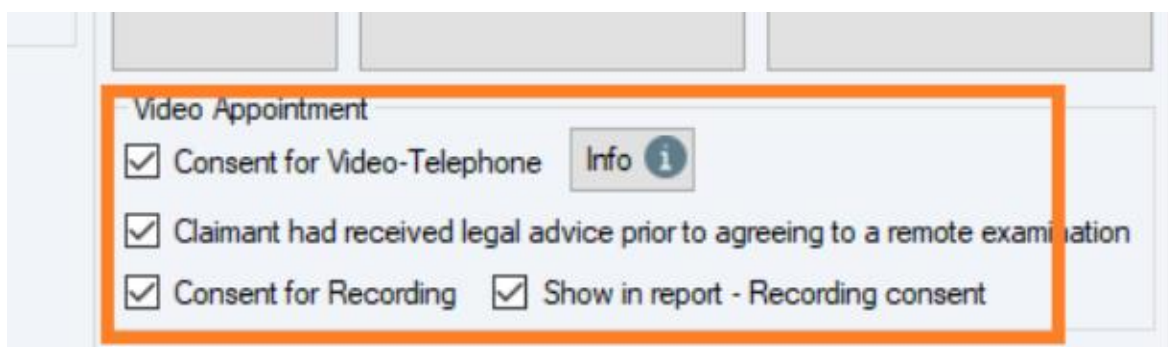 Video Appointment
Consent for Video-Telephone Info i
Claimant had received legal advice prior to agreeing to a remote examination
Consent for Recording Show in report - Recording consent